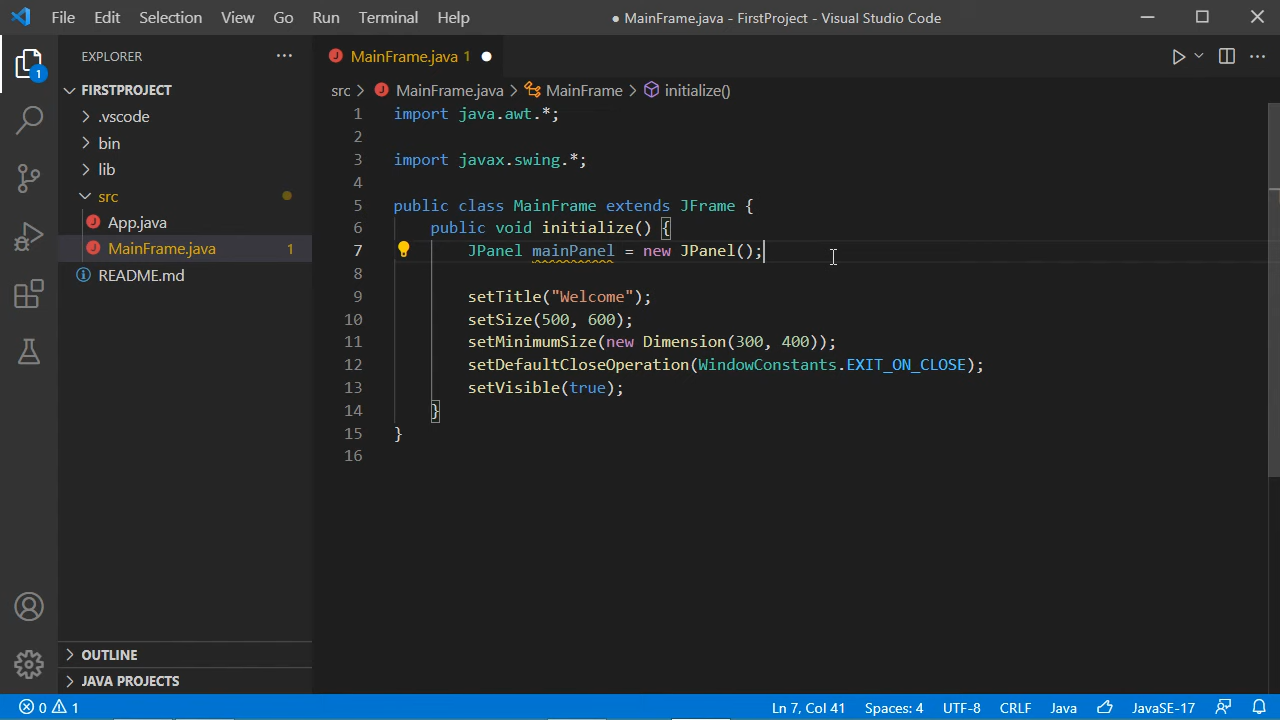 File Edit Selection View Go Run Terminal Help ● MainFrame.java - FirstProject - Visual Studio Code
EXPLORER ···
MainFrame.java 1 ●
1
FIRSTPROJECT
.vscode
bin
lib
src
App.java
MainFrame.java 1
README.md
OUTLINE
JAVA PROJECTS
src > MainFrame.java > MainFrame > initialize()
1 import java.awt.*;
2
3 import javax.swing.*;
4
5 public class MainFrame extends JFrame {
6 public void initialize() {
7 JPanel mainPanel = new JPanel();
8
9 setTitle("Welcome");
10 setSize(500, 600);
11 setMinimumSize(new Dimension(300, 400));
12 setDefaultCloseOperation(WindowConstants.EXIT_ON_CLOSE);
13 setVisible(true);
14 }
15 }
16
0 1 Ln 7, Col 41 Spaces: 4 UTF-8 CRLF Java JavaSE-17